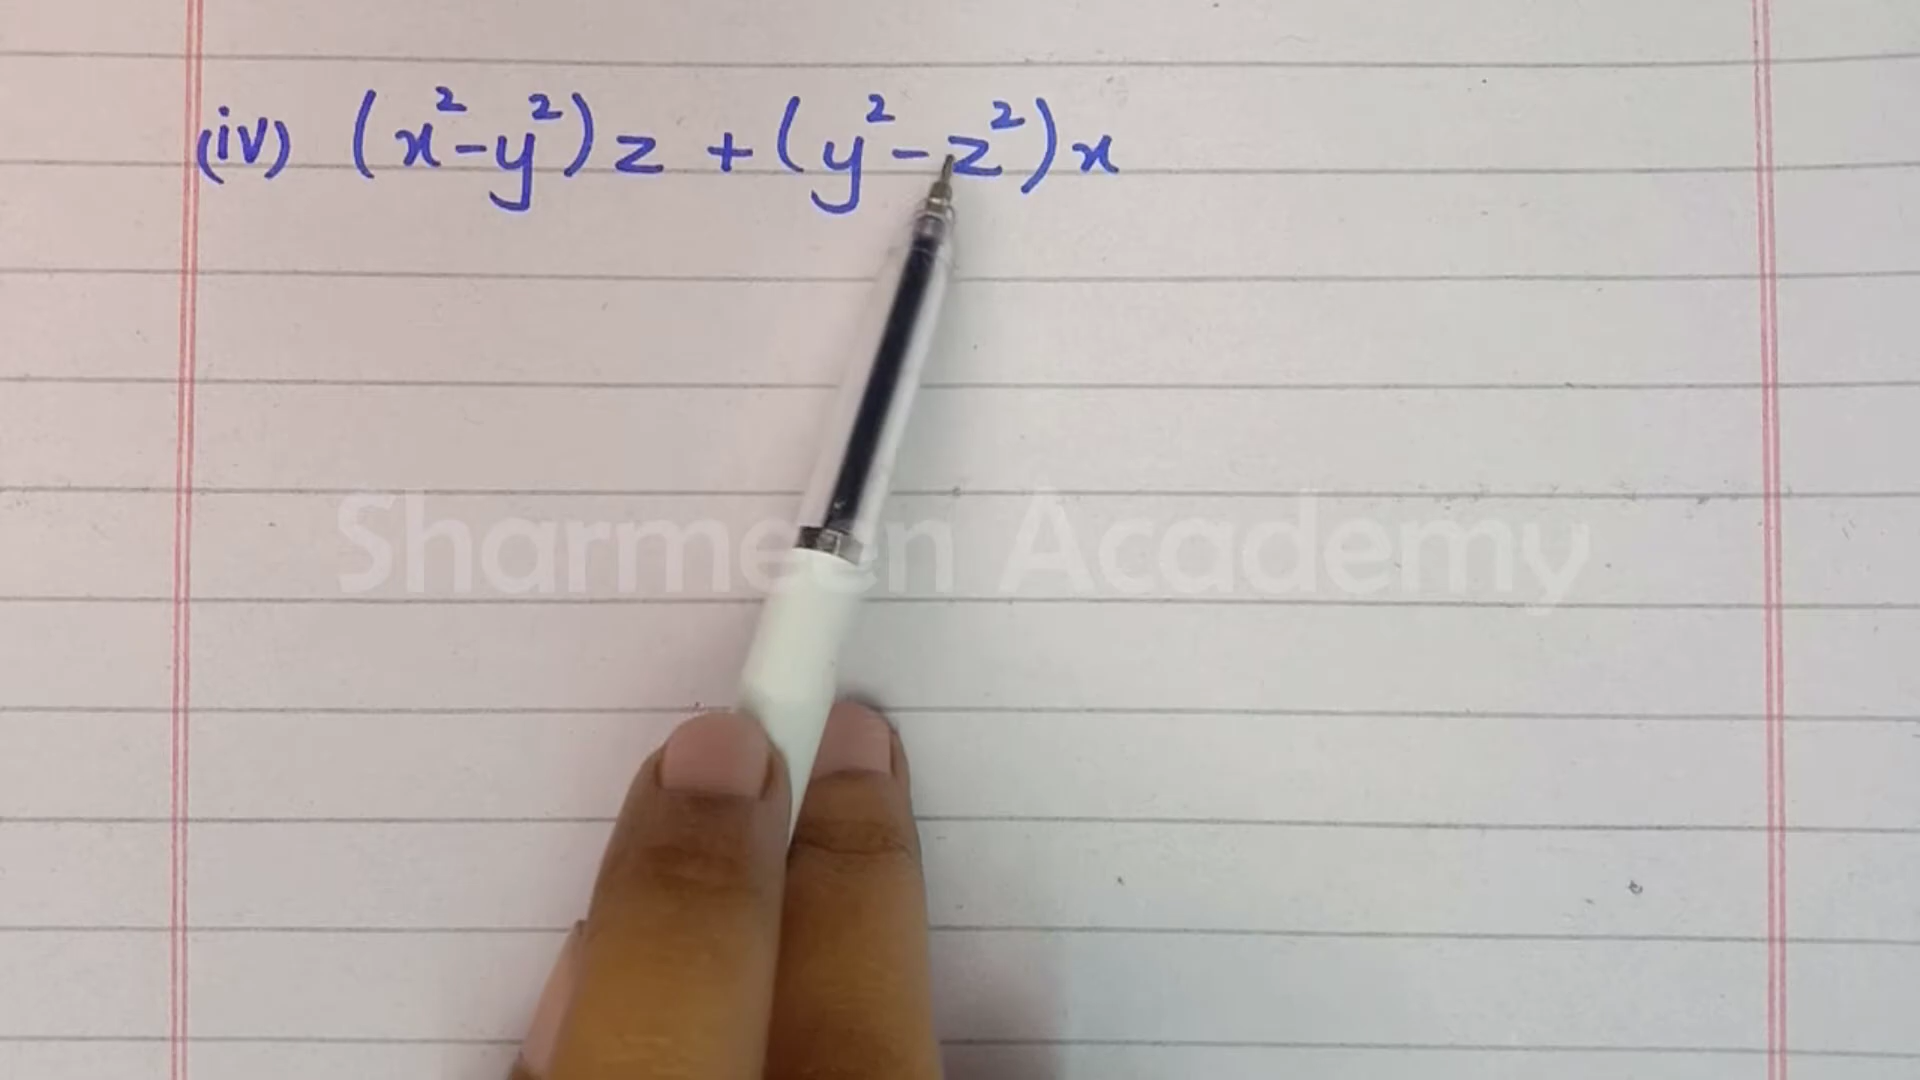 (iv) (x²-y²)z + (y²-z²)x
Sharmeen Academy